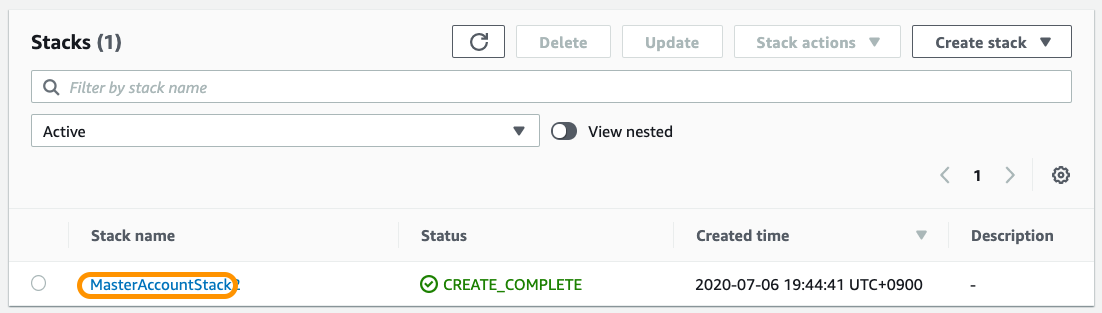 Stacks (1)
Delete
Update
Stack actions
Create stack
Filter by stack name
Active
View nested
1
Stack name
Status
Created time
Description
MasterAccountStack2
CREATE_COMPLETE
2020-07-06 19:44:41 UTC+0900
-